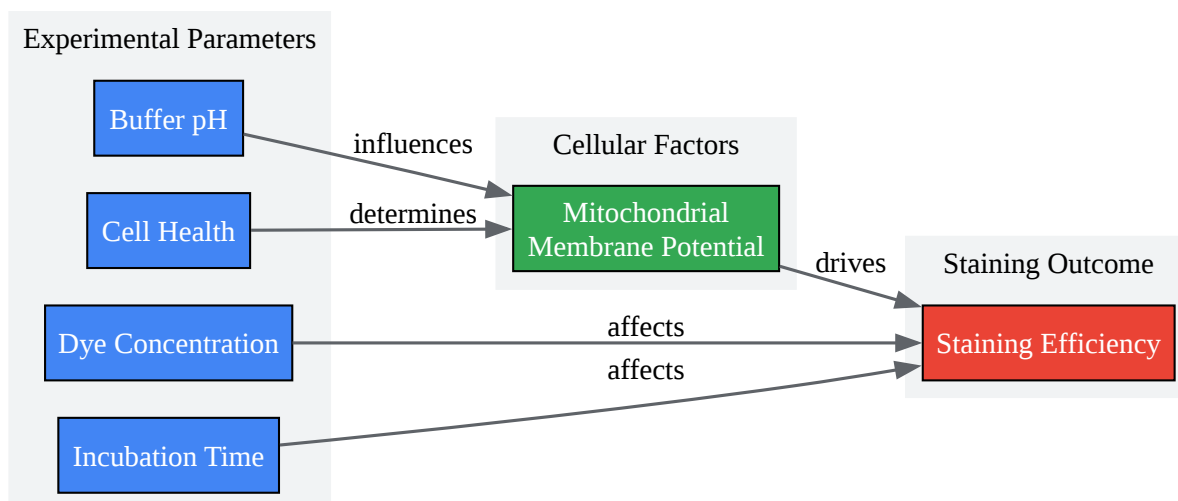 Experimental Parameters
Buffer pH
influences
Cellular Factors
Cell Health
determines
Mitochondrial
Membrane Potential
drives
Staining Outcome
Dye Concentration
affects
Staining Efficiency
affects
Incubation Time